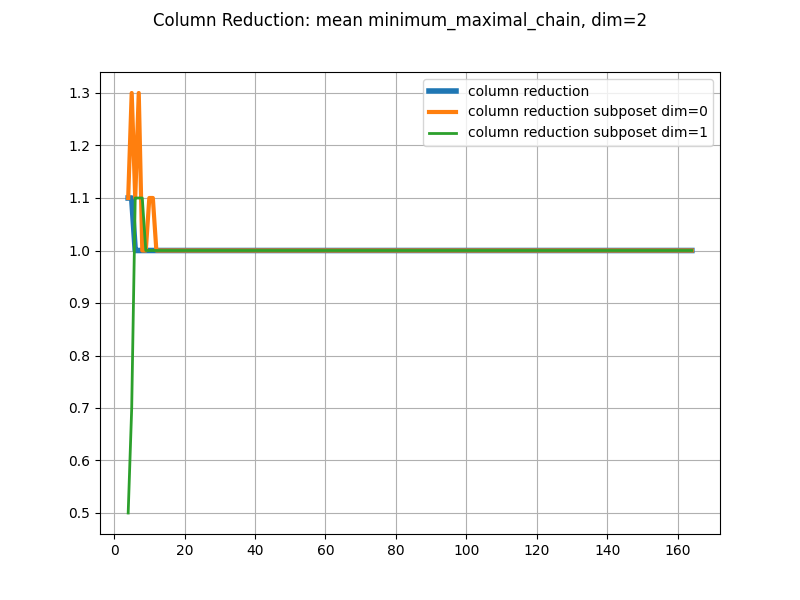 Column Reduction: mean minimum_maximal_chain, dim=2
column reduction
column reduction subposet dim=0
column reduction subposet dim=1
1.3
1.2
1.1
1.0
0.9
0.8
0.7
0.6
0.5
0 20 40 60 80 100 120 140 160